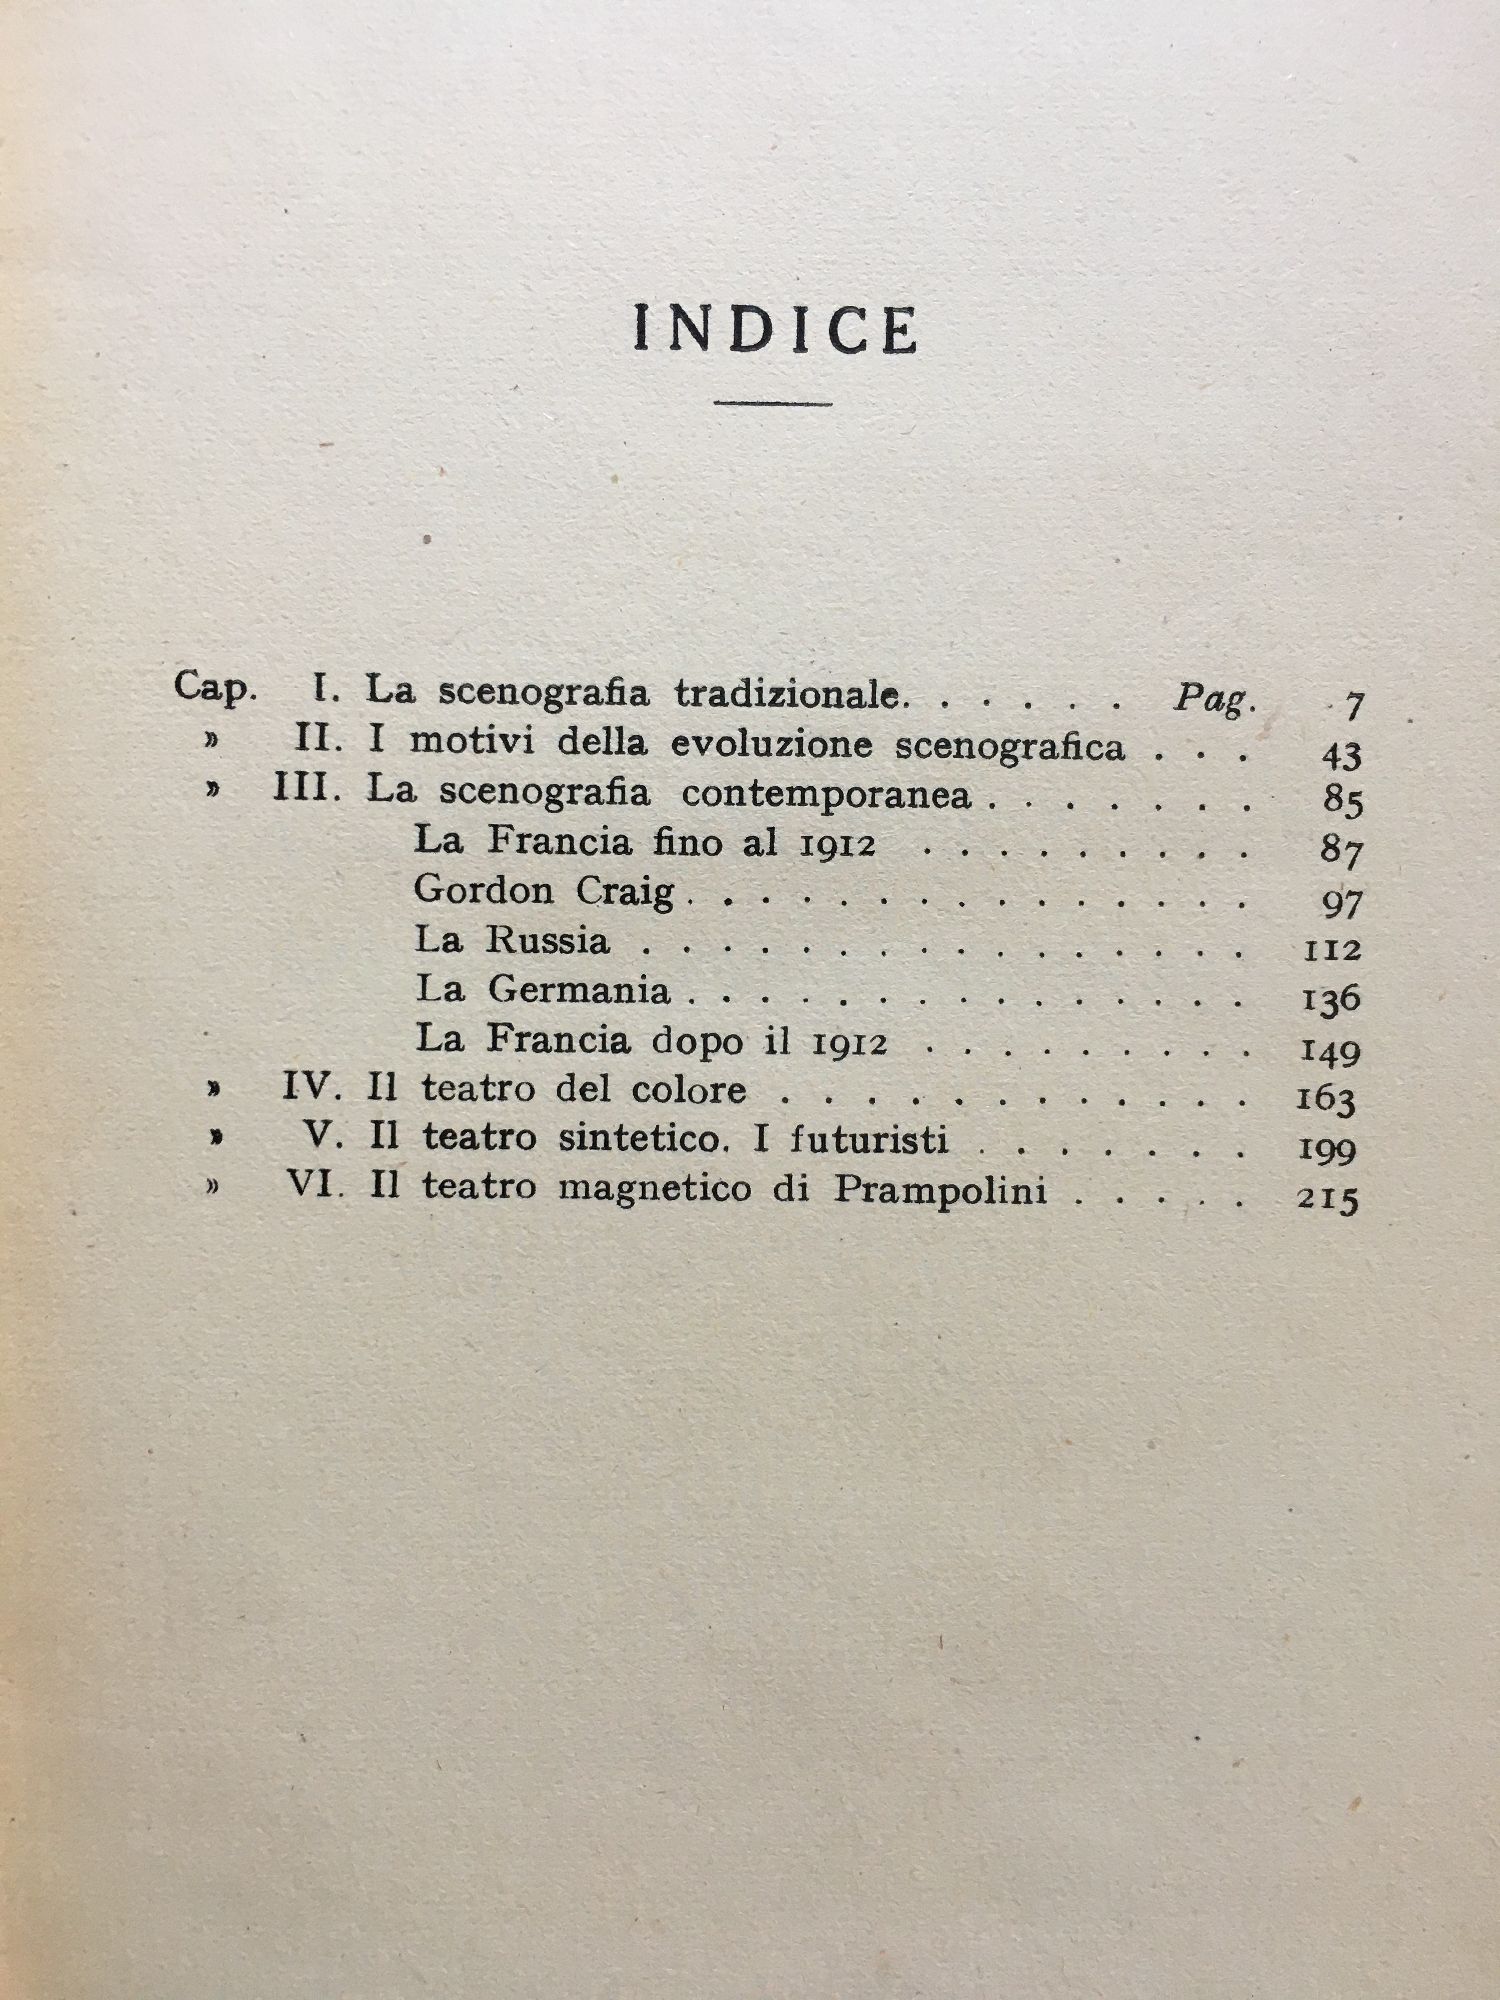 INDICE
Cap. I. La scenografia tradizionale. . . . . . Pag. 7
» II. I motivi della evoluzione scenografica . . . 43
» III. La scenografia contemporanea . . . . . . . 85
La Francia fino al 1912 . . . . . . . . . 87
Gordon Craig . . . . . . . . . . . . . . . 97
La Russia . . . . . . . . . . . . . . . . 112
La Germania . . . . . . . . . . . . . . . 136
La Francia dopo il 1912 . . . . . . . . . 149
» IV. Il teatro del colore . . . . . . . . . . . . 163
» V. Il teatro sintetico. I futuristi . . . . . . . 199
» VI. Il teatro magnetico di Prampolini . . . . . 215